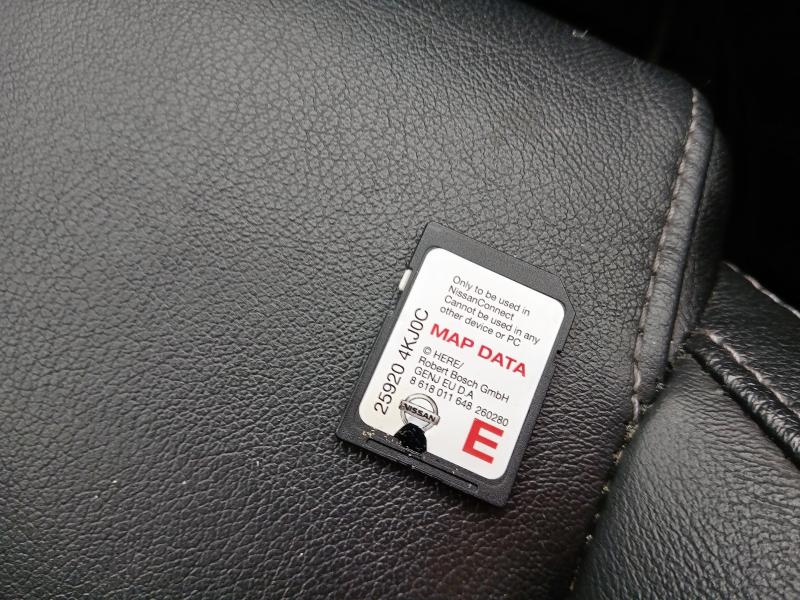 Only to be used in
NissanConnect
Cannot be used in any
other device or PC
MAP DATA
© HERE/
Robert Bosch GmbH
GENJ EU D.A
8 618 011 648 260280
25920 4KJ0C
NISSAN
E